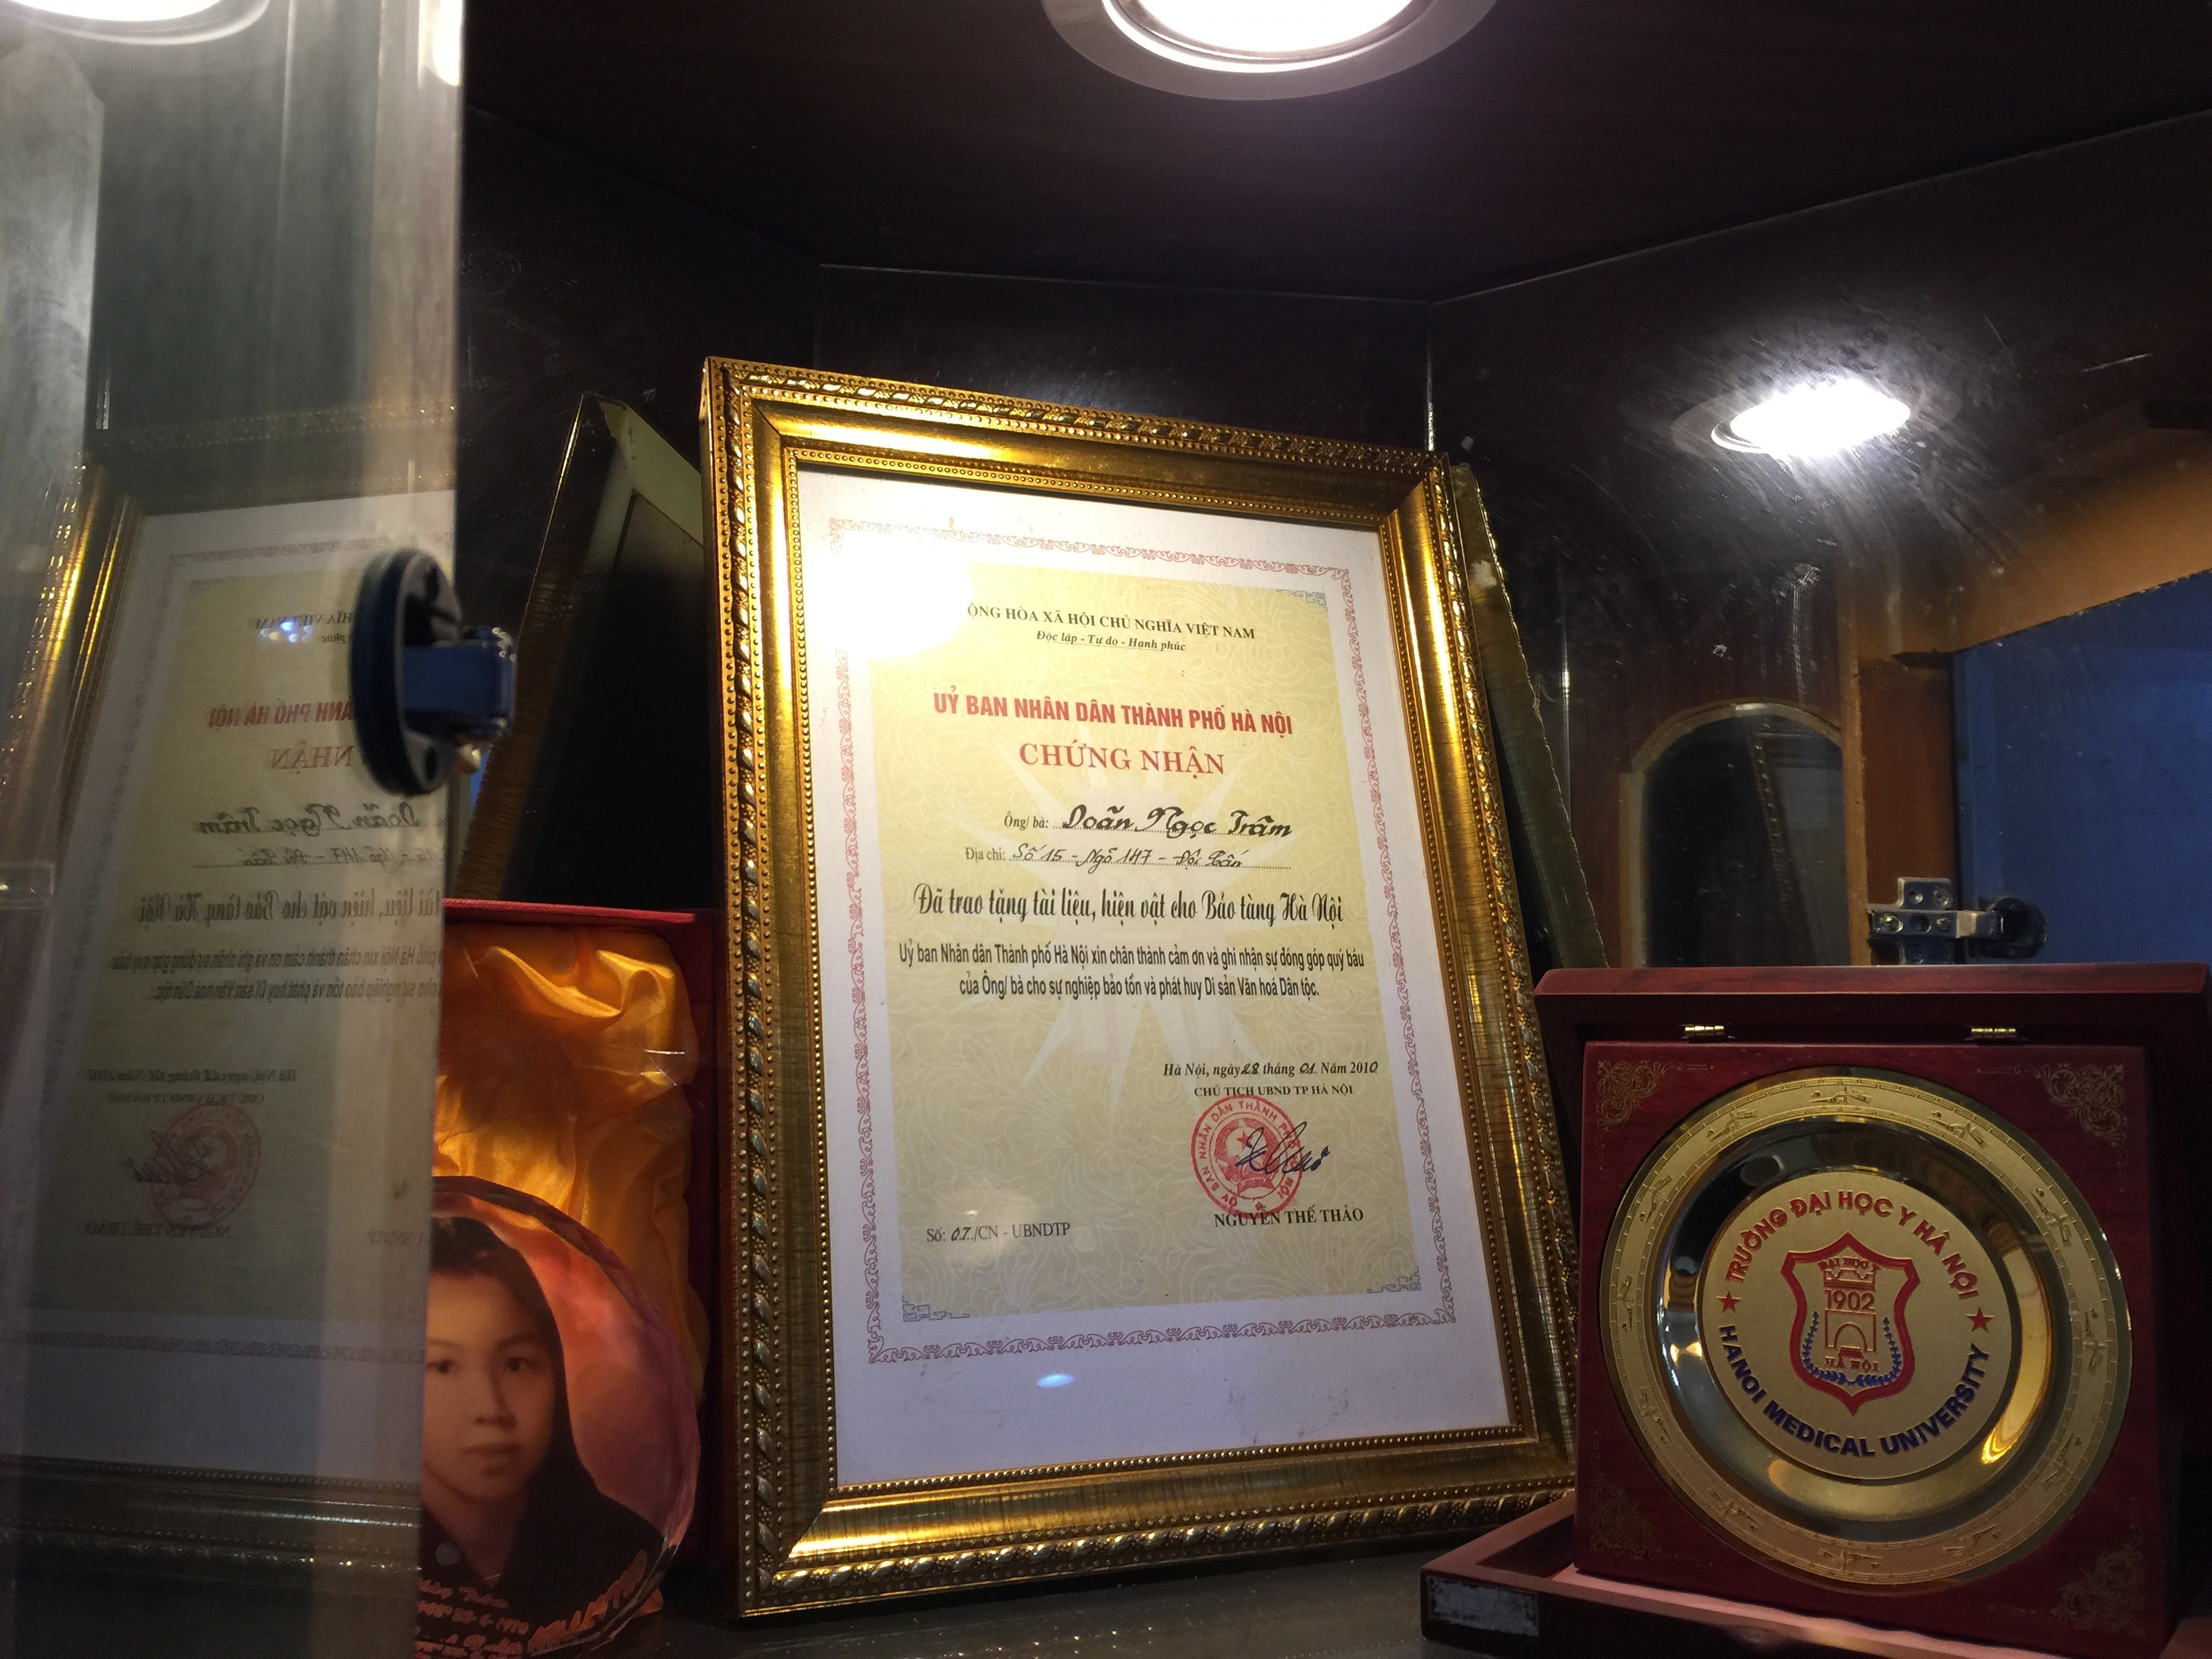 ỘNG HÒA XÃ HỘI CHỦ NGHĨA VIỆT NAM
Độc lập - Tự do - Hạnh phúc
UỶ BAN NHÂN DÂN THÀNH PHỐ HÀ NỘI
CHỨNG NHẬN
Ông/ bà: Doãn Ngọc Trâm
Địa chỉ: Số 15 - Ngõ 147 - Đội Cấn
Đã trao tặng tài liệu, hiện vật cho Bảo tàng Hà Nội
Uỷ ban Nhân dân Thành phố Hà Nội xin chân thành cảm ơn và ghi nhận sự đóng góp quý báu
của Ông/ bà cho sự nghiệp bảo tồn và phát huy Di sản Văn hoá Dân tộc.
Hà Nội, ngày 28 tháng 01 Năm 2010
CHỦ TỊCH UBND TP HÀ NỘI
NGUYỄN THẾ THẢO
Số: 07./CN - UBNDTP
TRƯỜNG ĐẠI HỌC Y HÀ NỘI
ĐẠI HỌC
1902
HÀ NỘI
HANOI MEDICAL UNIVERSITY